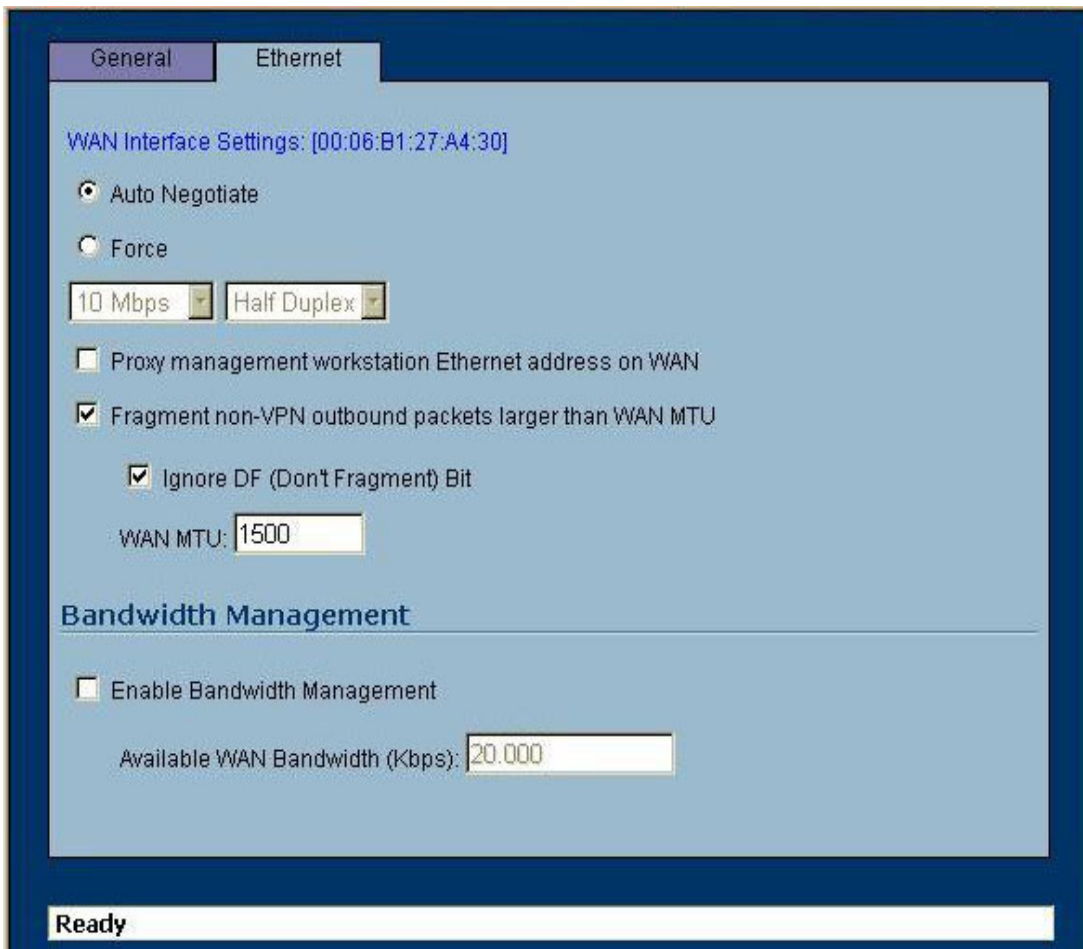 General Ethernet
WAN Interface Settings: [00:06:B1:27:A4:30]
Auto Negotiate
Force
10 Mbps Half Duplex
Proxy management workstation Ethernet address on WAN
Fragment non-VPN outbound packets larger than WAN MTU
Ignore DF (Don't Fragment) Bit
WAN MTU: 1500
Bandwidth Management
Enable Bandwidth Management
Available WAN Bandwidth (Kbps): 20.000
Ready